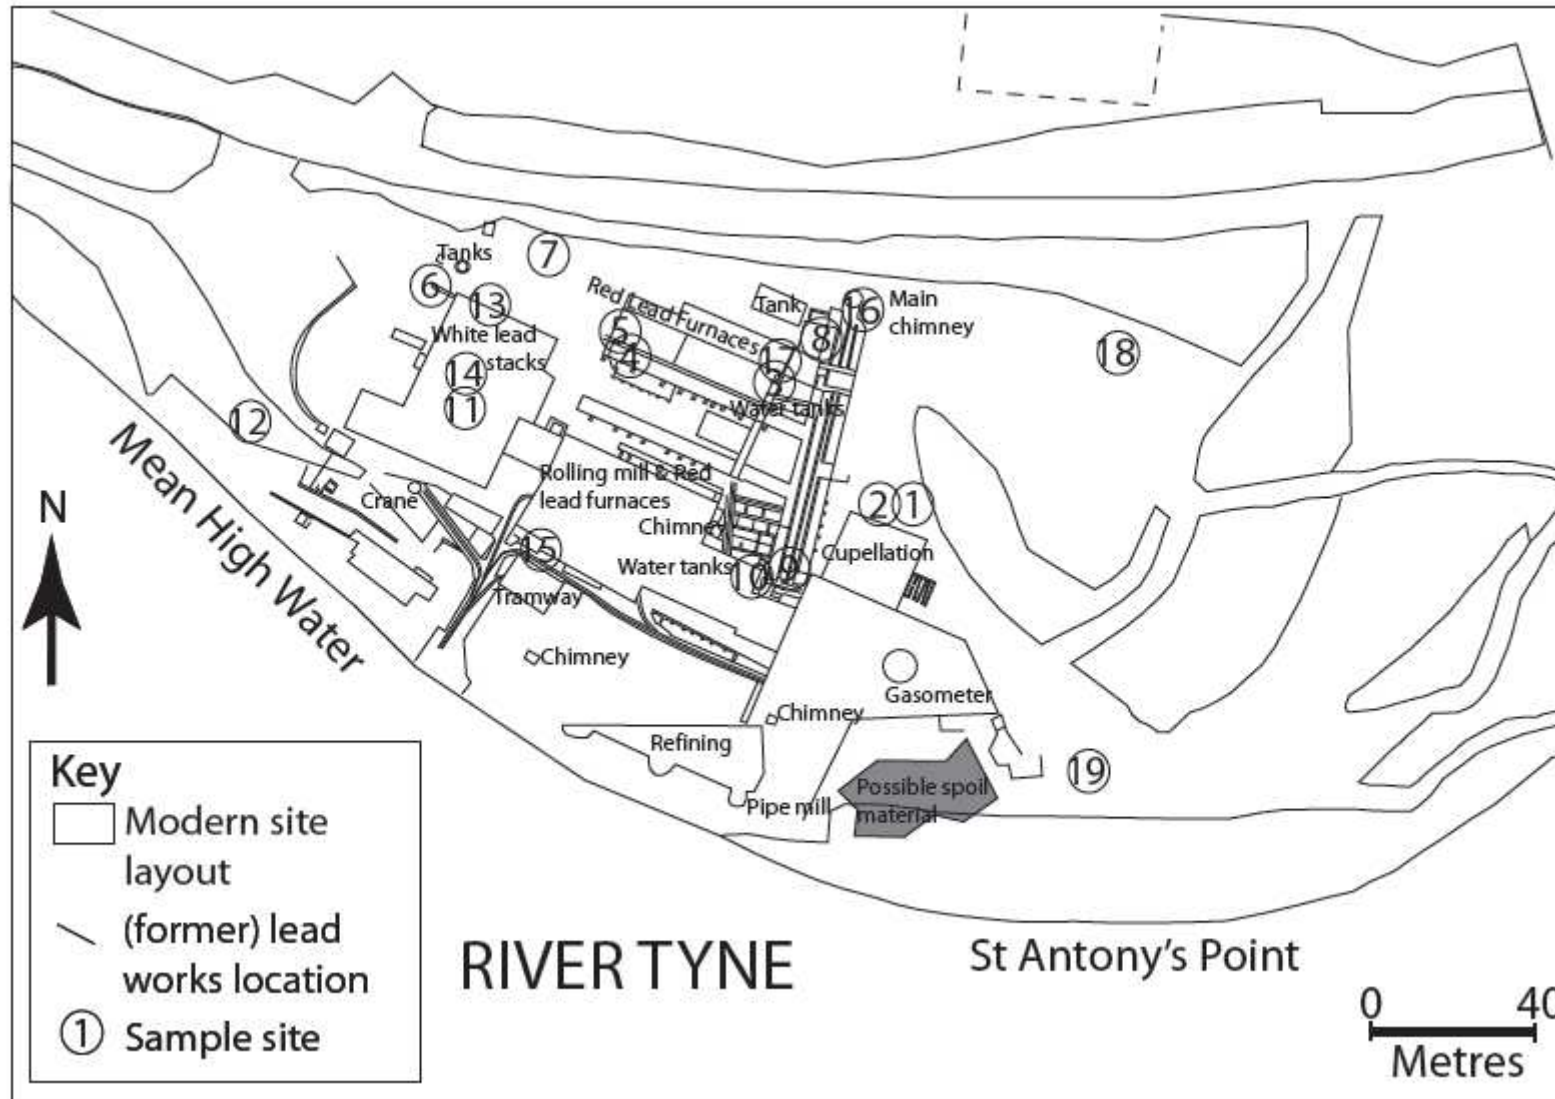 Tanks
7
6
13
White lead
stacks
14
11
12
Red Lead Furnaces
5
4
Tank
8
16
Main
chimney
17
3
Water tanks
18
Mean High Water
N
Crane
Rolling mill & Red
lead furnaces
Chimney
2
1
Cupellation
15
Water tanks
10
9
Tramway
Chimney
Gasometer
Chimney
Refining
19
Possible spoil
material
Pipe mill
Key
Modern site
layout
(former) lead
works location
1 Sample site
RIVER TYNE
St Antony's Point
0 40
Metres